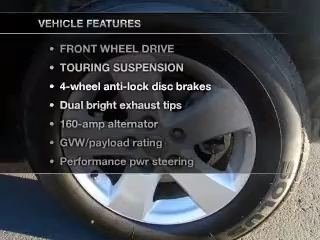 VEHICLE FEATURES
• FRONT WHEEL DRIVE
• TOURING SUSPENSION
• 4-wheel anti-lock disc brakes
• Dual bright exhaust tips
• 160-amp alternator
• GVW/payload rating
• Performance pwr steering
SOLUS